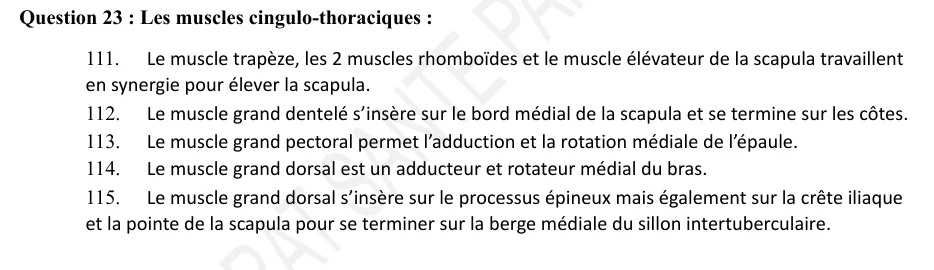 Question 23 : Les muscles cingulo-thoraciques :
111. Le muscle trapèze, les 2 muscles rhomboïdes et le muscle élévateur de la scapula travaillent
en synergie pour élever la scapula.
112. Le muscle grand dentelé s’insère sur le bord médial de la scapula et se termine sur les côtes.
113. Le muscle grand pectoral permet l’adduction et la rotation médiale de l’épaule.
114. Le muscle grand dorsal est un adducteur et rotateur médial du bras.
115. Le muscle grand dorsal s’insère sur le processus épineux mais également sur la crête iliaque
et la pointe de la scapula pour se terminer sur la berge médiale du sillon intertuberculaire.
PAT SANTE PA